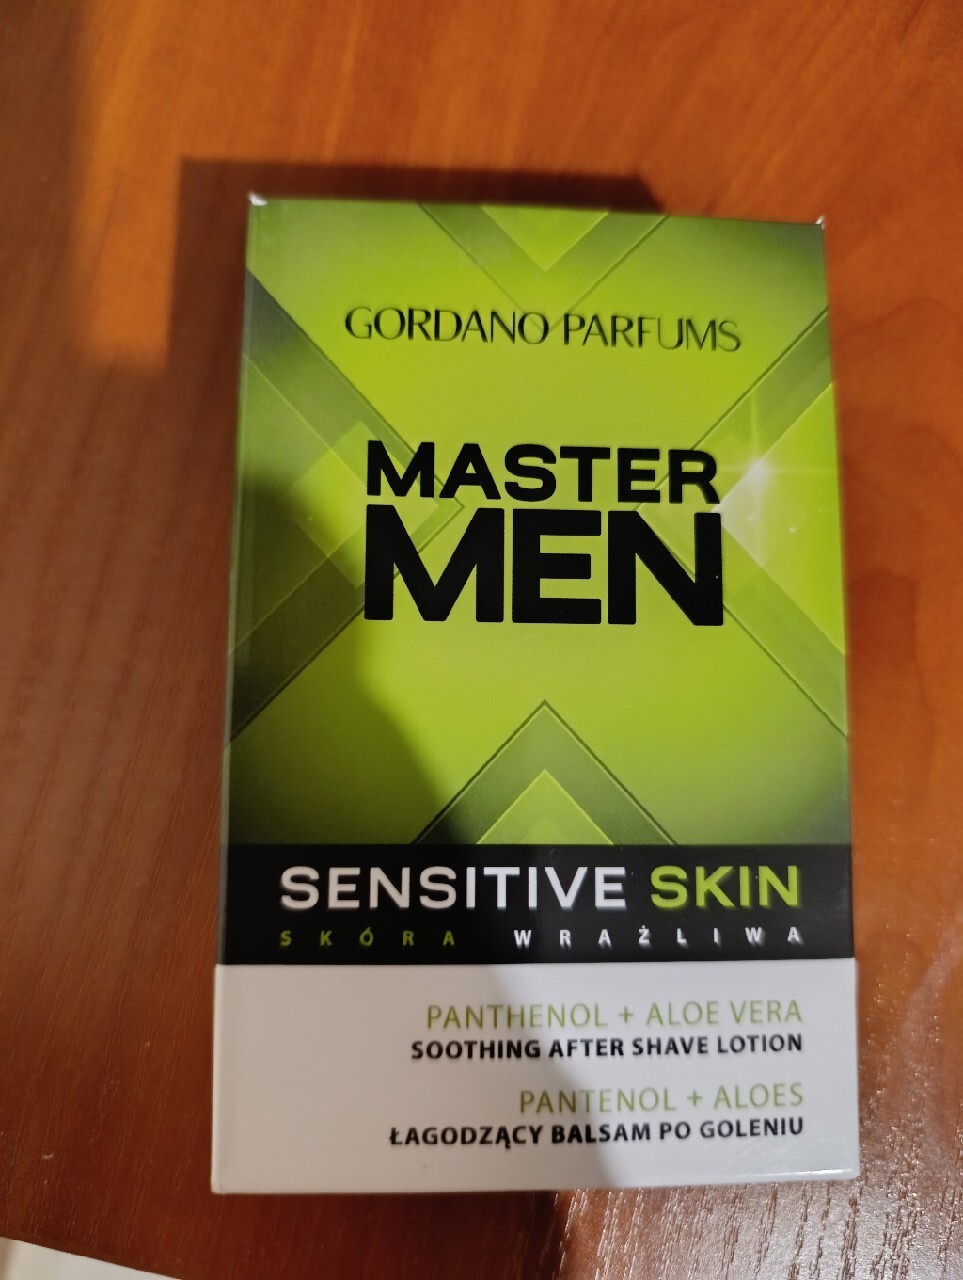 GORDANO PARFUMS
MASTER
MEN
SENSITIVE SKIN
SKÓRA WRAŻLIWA
PANTHENOL + ALOE VERA
SOOTHING AFTER SHAVE LOTION
PANTENOL + ALOES
ŁAGODZĄCY BALSAM PO GOLENIU